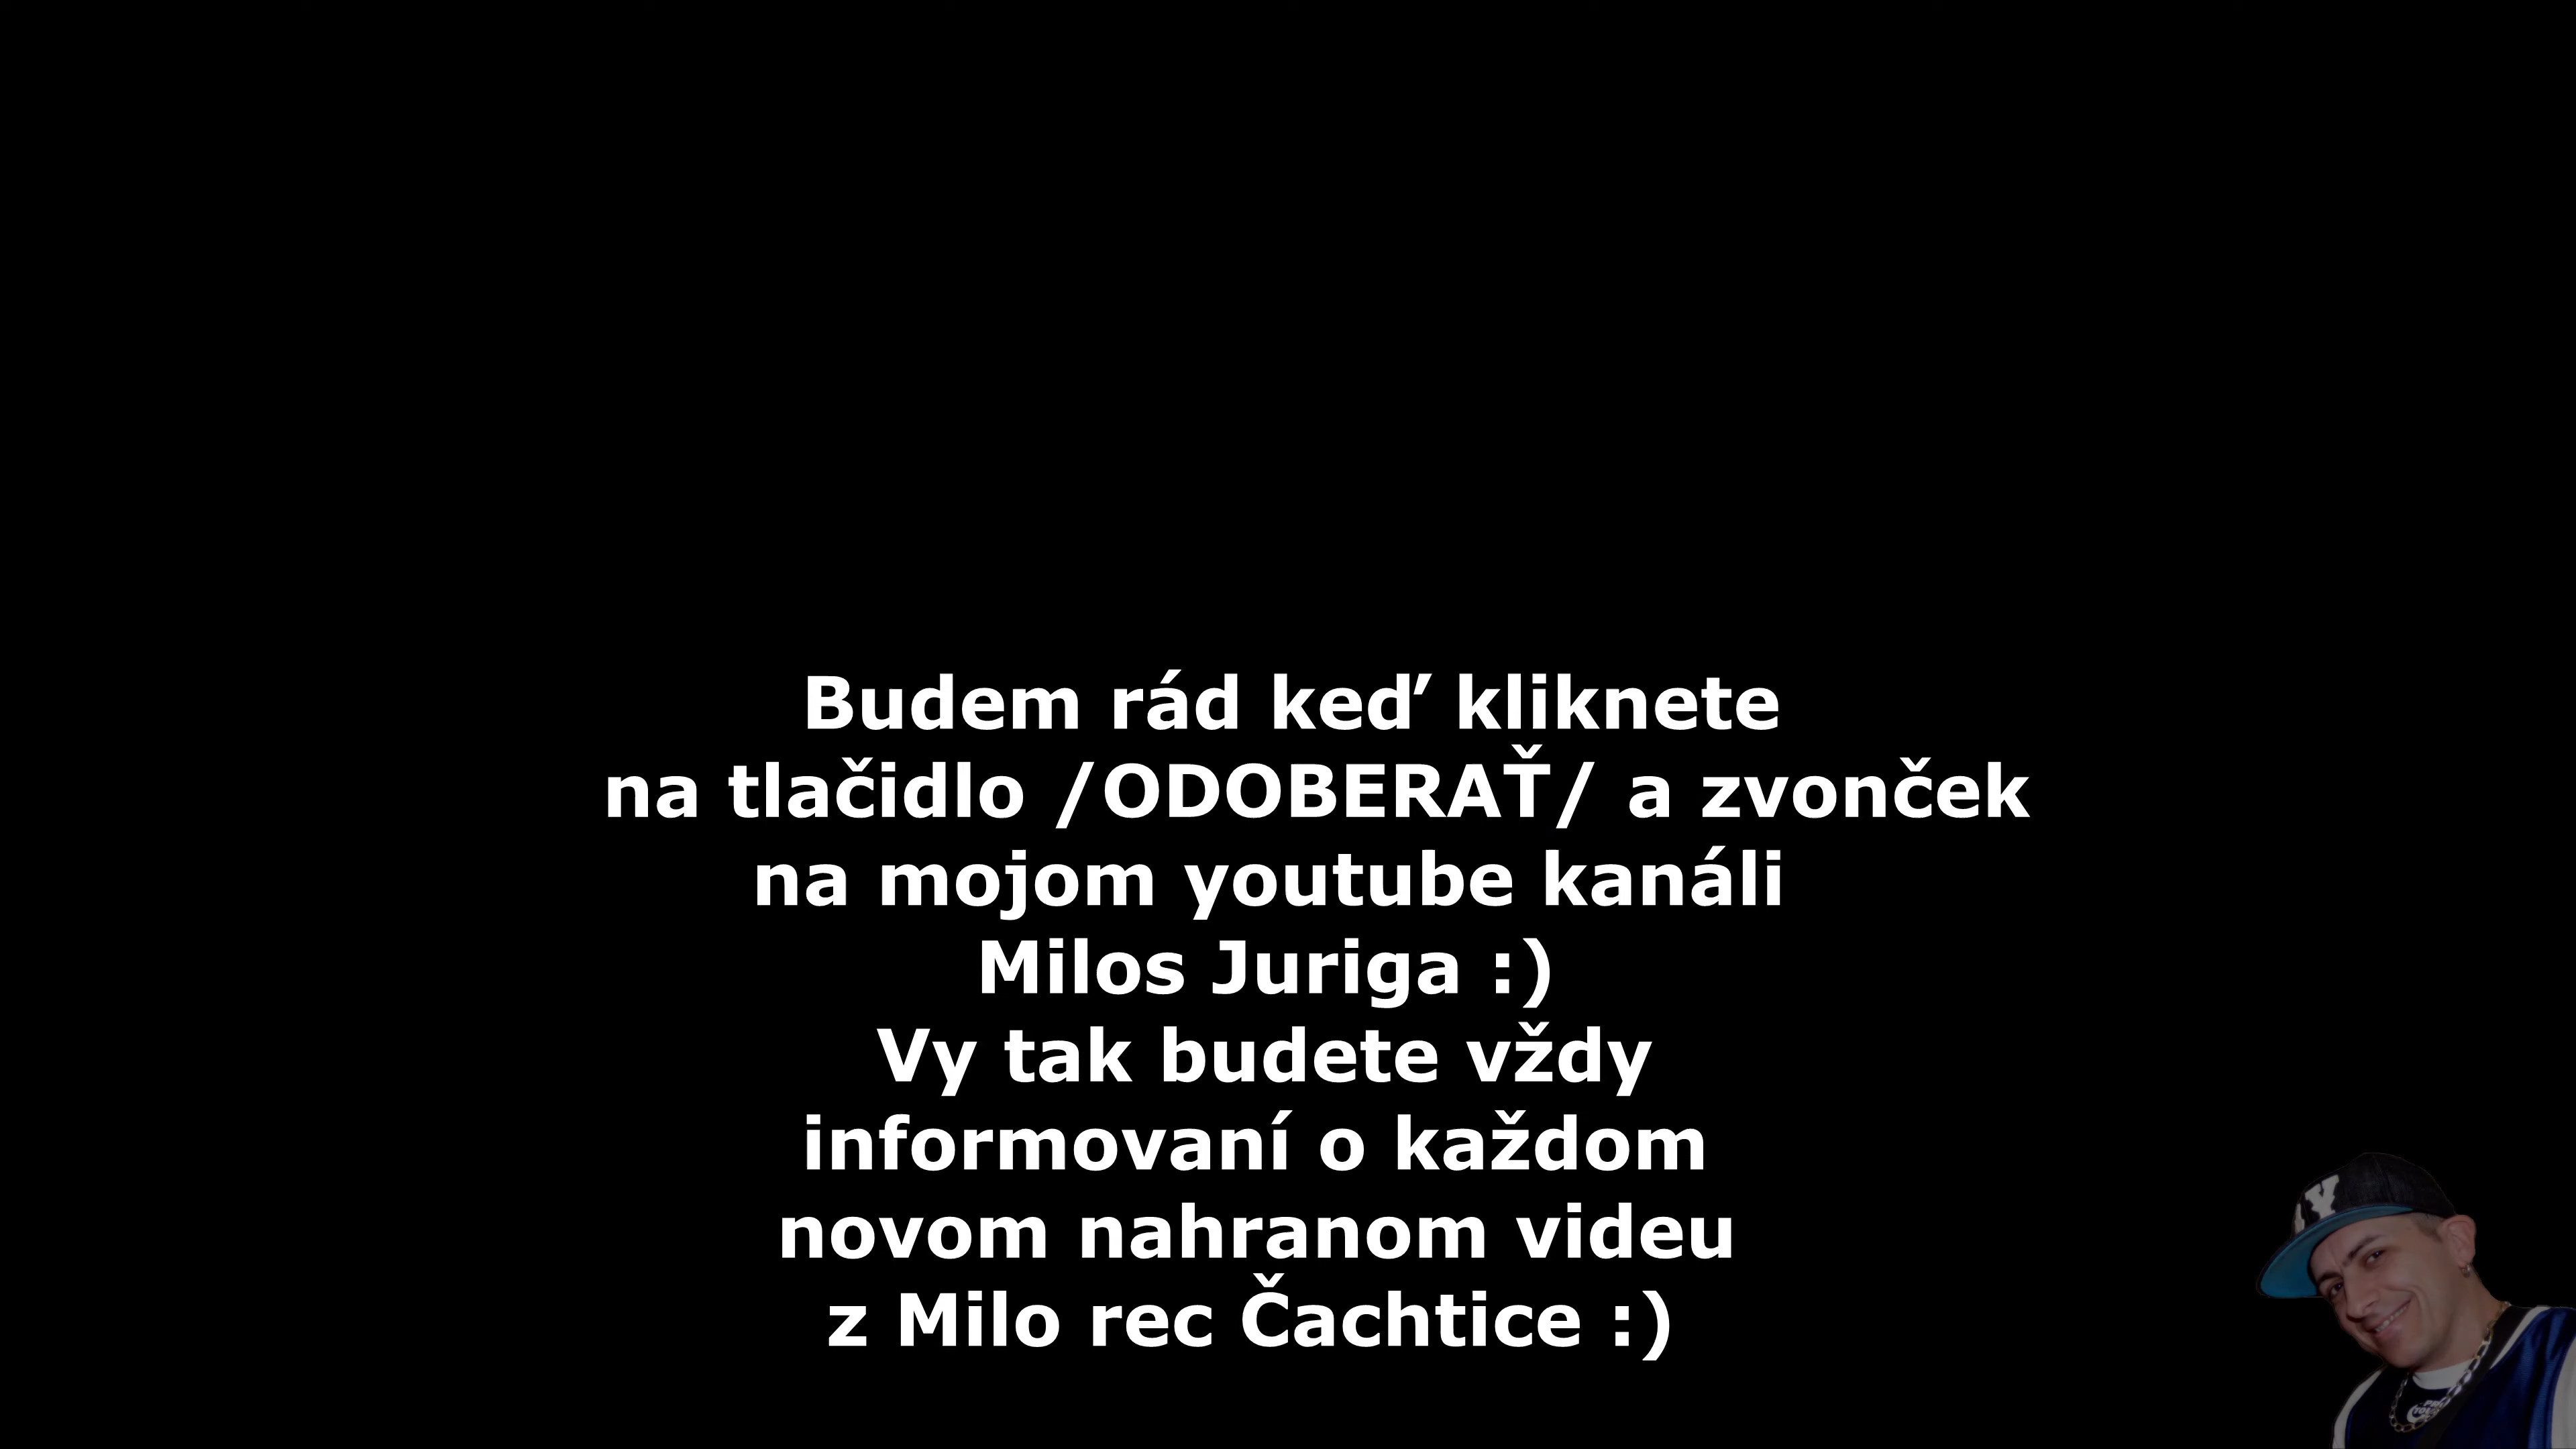 Budem rád keď kliknete
na tlačidlo /ODOBERAŤ/ a zvonček
na mojom youtube kanáli
Milos Juriga :)
Vy tak budete vždy
informovaní o každom
novom nahranom videu
z Milo rec Čachtice :)